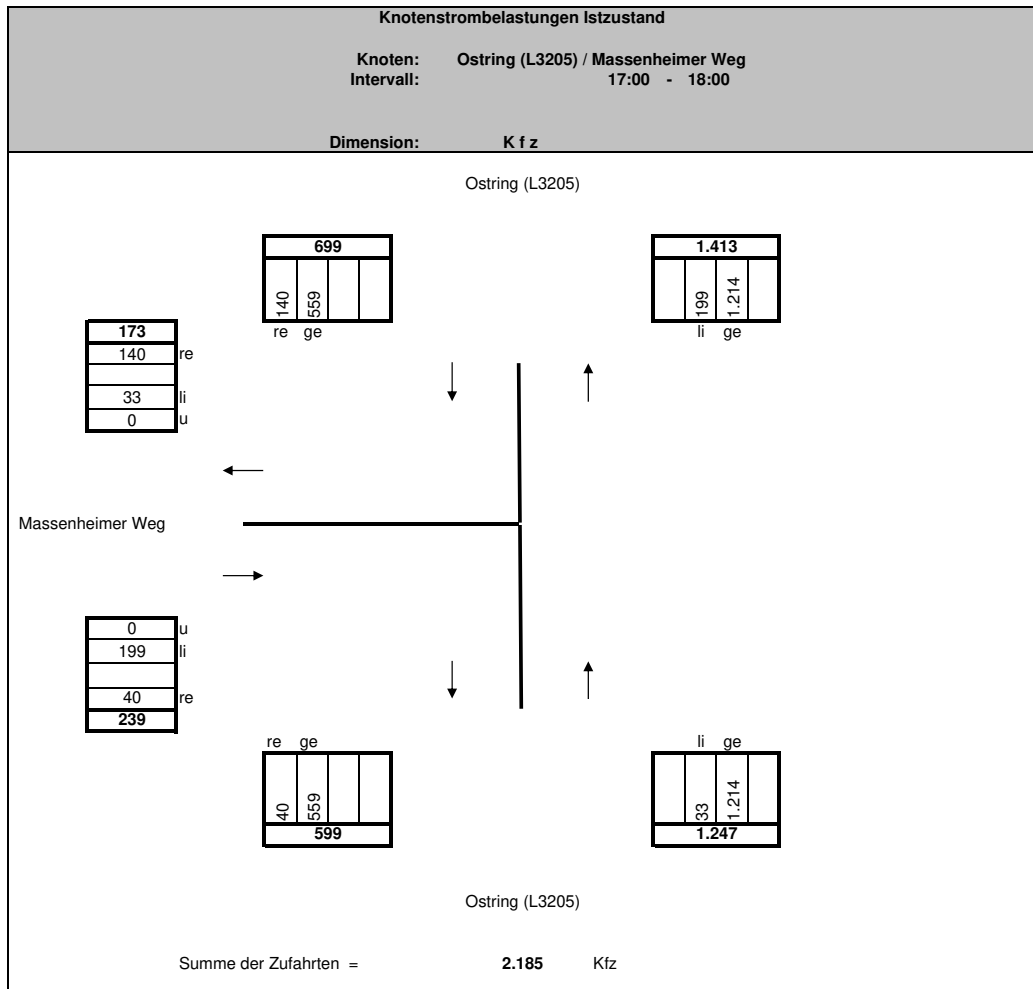 Knotenstrombelastungen Istzustand
Knoten: Ostring (L3205) / Massenheimer Weg
Intervall: 17:00 - 18:00
Dimension: K f z
Ostring (L3205)
699
140 559
re ge
1.413
199 1.214
li ge
173
140 re
33 li
0 u
Massenheimer Weg
0 u
199 li
40 re
239
re ge
40 559
599
li ge
33 1.214
1.247
Ostring (L3205)
Summe der Zufahrten = 2.185 Kfz